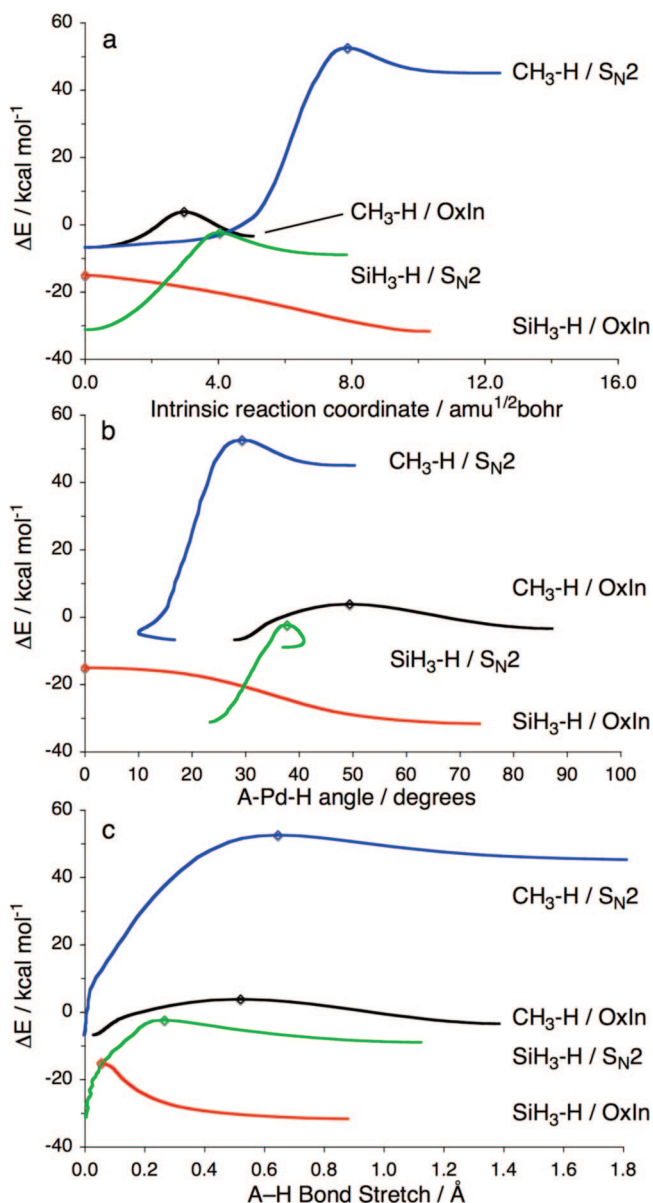 a
60
40
20
0
-20
-40
ΔE / kcal mol⁻¹
CH₃-H / Sₙ2
CH₃-H / OxIn
SiH₃-H / Sₙ2
SiH₃-H / OxIn
0.0 4.0 8.0 12.0 16.0
Intrinsic reaction coordinate / amu¹/²bohr
b
60
40
20
0
-20
-40
ΔE / kcal mol⁻¹
CH₃-H / Sₙ2
CH₃-H / OxIn
SiH₃-H / Sₙ2
SiH₃-H / OxIn
0 10 20 30 40 50 60 70 80 90 100
A-Pd-H angle / degrees
c
60
40
20
0
-20
-40
ΔE / kcal mol⁻¹
CH₃-H / Sₙ2
CH₃-H / OxIn
SiH₃-H / Sₙ2
SiH₃-H / OxIn
0.0 0.2 0.4 0.6 0.8 1.0 1.2 1.4 1.6 1.8
A–H Bond Stretch / Å